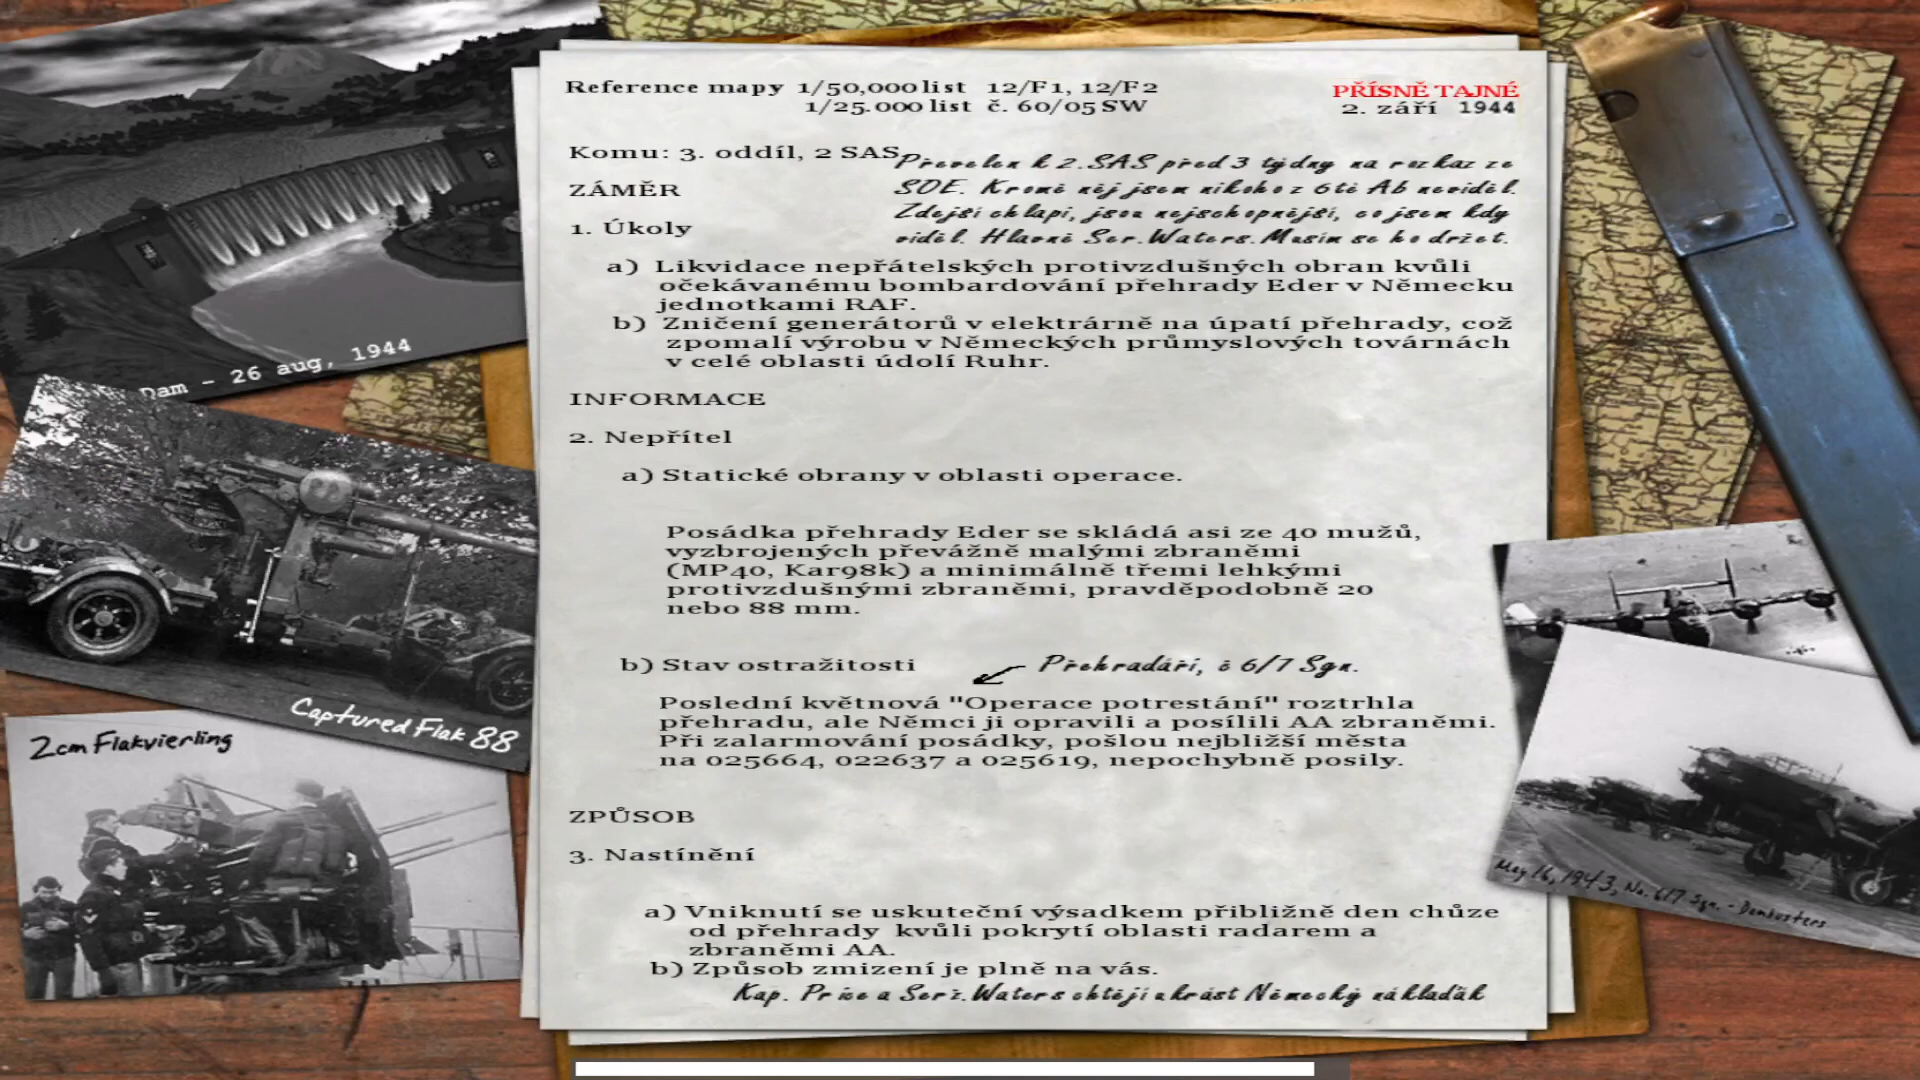 Reference mapy 1/50,000 list 12/F1, 12/F2
1/25.000 list č. 60/05 SW
PŘÍSNĚ TAJNÉ
2. září 1944
Komu: 3. oddíl, 2 SAS
Převelen k 2.SAS před 3 týdny na rozkaz ze
SOE. Kromě něj jsem nikoho z 6té Ab neviděl.
Zdejší chlapi, jsou nejschopnější, co jsem kdy
viděl. Hlavně Ser.Waters.Musím se ho držet.
ZÁMĚR
1. Úkoly
a) Likvidace nepřátelských protivzdušných obran kvůli
očekávanému bombardování přehrady Eder v Německu
jednotkami RAF.
b) Zničení generátorů v elektrárně na úpatí přehrady, což
zpomalí výrobu v Německých průmyslových továrnách
v celé oblasti údolí Ruhr.
INFORMACE
2. Nepřítel
a) Statické obrany v oblasti operace.
Posádka přehrady Eder se skládá asi ze 40 mužů,
vyzbrojených převážně malými zbraněmi
(MP40, Kar98k) a minimálně třemi lehkými
protivzdušnými zbraněmi, pravděpodobně 20
nebo 88 mm.
b) Stav ostražitosti
Přehradáři, č 6/7 Sgn.
Poslední květnová "Operace potrestání" roztrhla
přehradu, ale Němci ji opravili a posílili AA zbraněmi.
Při zalarmování posádky, pošlou nejbližší města
na 025664, 022637 a 025619, nepochybně posily.
ZPŮSOB
3. Nastínění
a) Vniknutí se uskuteční výsadkem přibližně den chůze
od přehrady kvůli pokrytí oblasti radarem a
zbraněmi AA.
b) Způsob zmizení je plně na vás.
Kap. Price a Serž.Waters chtějí ukrást Německý náklaďák
Dam - 26 aug, 1944
Captured Flak 88
2cm Flakvierling
May 16, 1943, No. 617 Sgn. - Dambusters